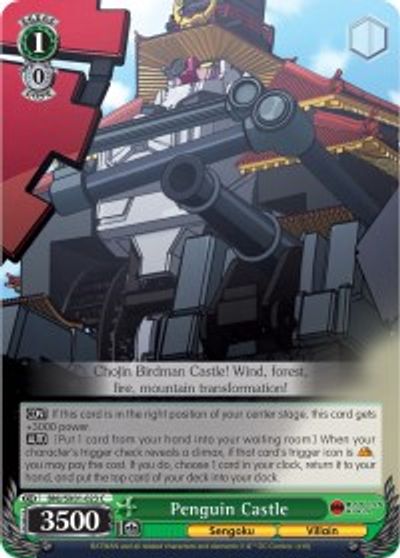 1
0
Chojin Birdman Castle! Wind, forest,
fire, mountain transformation!
If this card is in the right position of your center stage, this card gets
+3000 power.
[Put 1 card from your hand into your waiting room] When your
character's trigger check reveals a climax, if that card's trigger icon is
you may pay the cost. If you do, choose 1 card in your clock, return it to your
hand, and put the top card of your deck into your clock.
3500
Penguin Castle
Sengoku
Villain